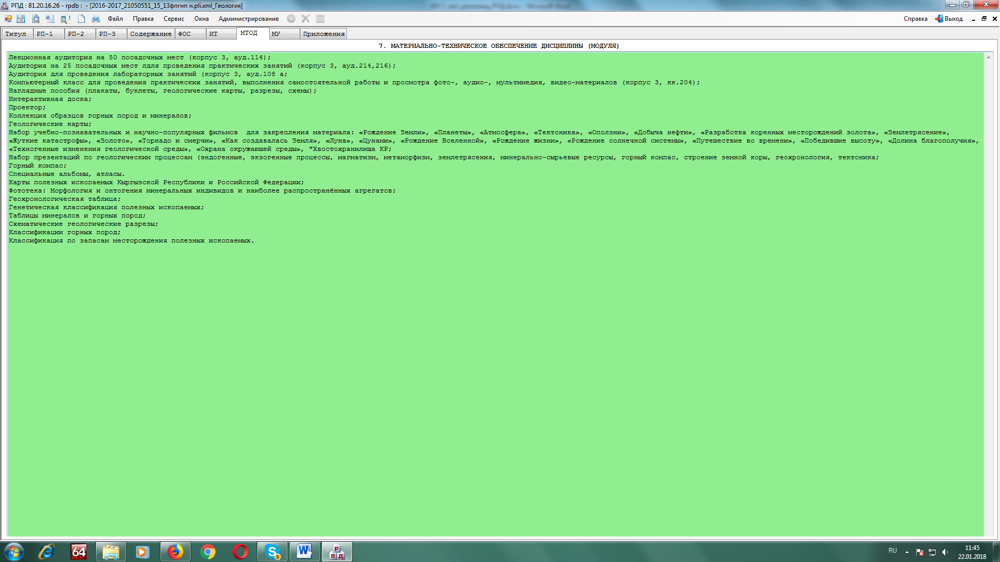 РПД : 81.20.16.26 - rpdb :  - [2016-2017_21050551_15_13фпгнп н.pli.xml_Геология]
Файл Правка Сервис Окна Администрирование Справка Выход
Титул РП-1 РП-2 РП-3 Содержание ФОС ИТ МТОД МУ Приложения
7. МАТЕРИАЛЬНО-ТЕХНИЧЕСКОЕ ОБЕСПЕЧЕНИЕ ДИСЦИПЛИНЫ (МОДУЛЯ)
Лекционная аудитория на 50 посадочных мест (корпус 3, ауд.114);
Аудитория на 25 посадочных мест лдля проведения практических занятий (корпус 3, ауд.214,216);
Аудитория для проведения лабораторных занятий (корпус 3, ауд.108 а;
Компьютерный класс для проведения практических занятий, выполнения самостоятельной работы и просмотра фото-, аудио-, мультимедия, видео-материалов (корпус 3, кк.204);
Наглядные пособия (плакаты, буклеты, геологические карты, разрезы, схемы);
Интерактивная доска;
Проектор;
Коллекция образцов горных пород и минералов;
Геологические карты;
Набор учебно-познавательных и научно-популярных фильмов  для закрепления материала: «Рождение Земли», «Планеты», «Атмосфера», «Тектоника», «Оползни», «Добыча нефти», «Разработка коренных месторождений золота», «Землетрясение»,
«Жуткие катастрофы», «Золото», «Торнадо и смерчи», «Как создавалась Земля», «Луна», «Цунами», «Рождение Вселенной», «Рождение жизни», «Рождение солнечной системы», «Путешествие во времени», «Победившие высоту», «Долина благополучия»,
«Техногенные изменения геологической среды», «Охрана окружающей среды», "Хвостохранилища КР;
Набор презентаций по геологическим процессам (эндогенные, экзогенные процессы, магматизм, метаморфизм, землетрясения, минерально-сырьевые ресурсы, горный компас, строение земной коры, геохронология, тектоника;
Горный компас;
Специальные альбомы, атласы.
Карты полезных ископаемых Кыргызской Республики и Российской Федерации;
Фототека: Морфология и онтогения минеральных индивидов и наиболее распространённых агрегатов;
Геохронологическая таблица;
Генетическая классификация полезных ископаемых;
Таблицы минералов и горных пород;
Схематические геологические разрезы;
Классификации горных пород;
Классификация по запасам месторождения полезных ископаемых.
64
3
РПД
RU
11:45
22.01.2018